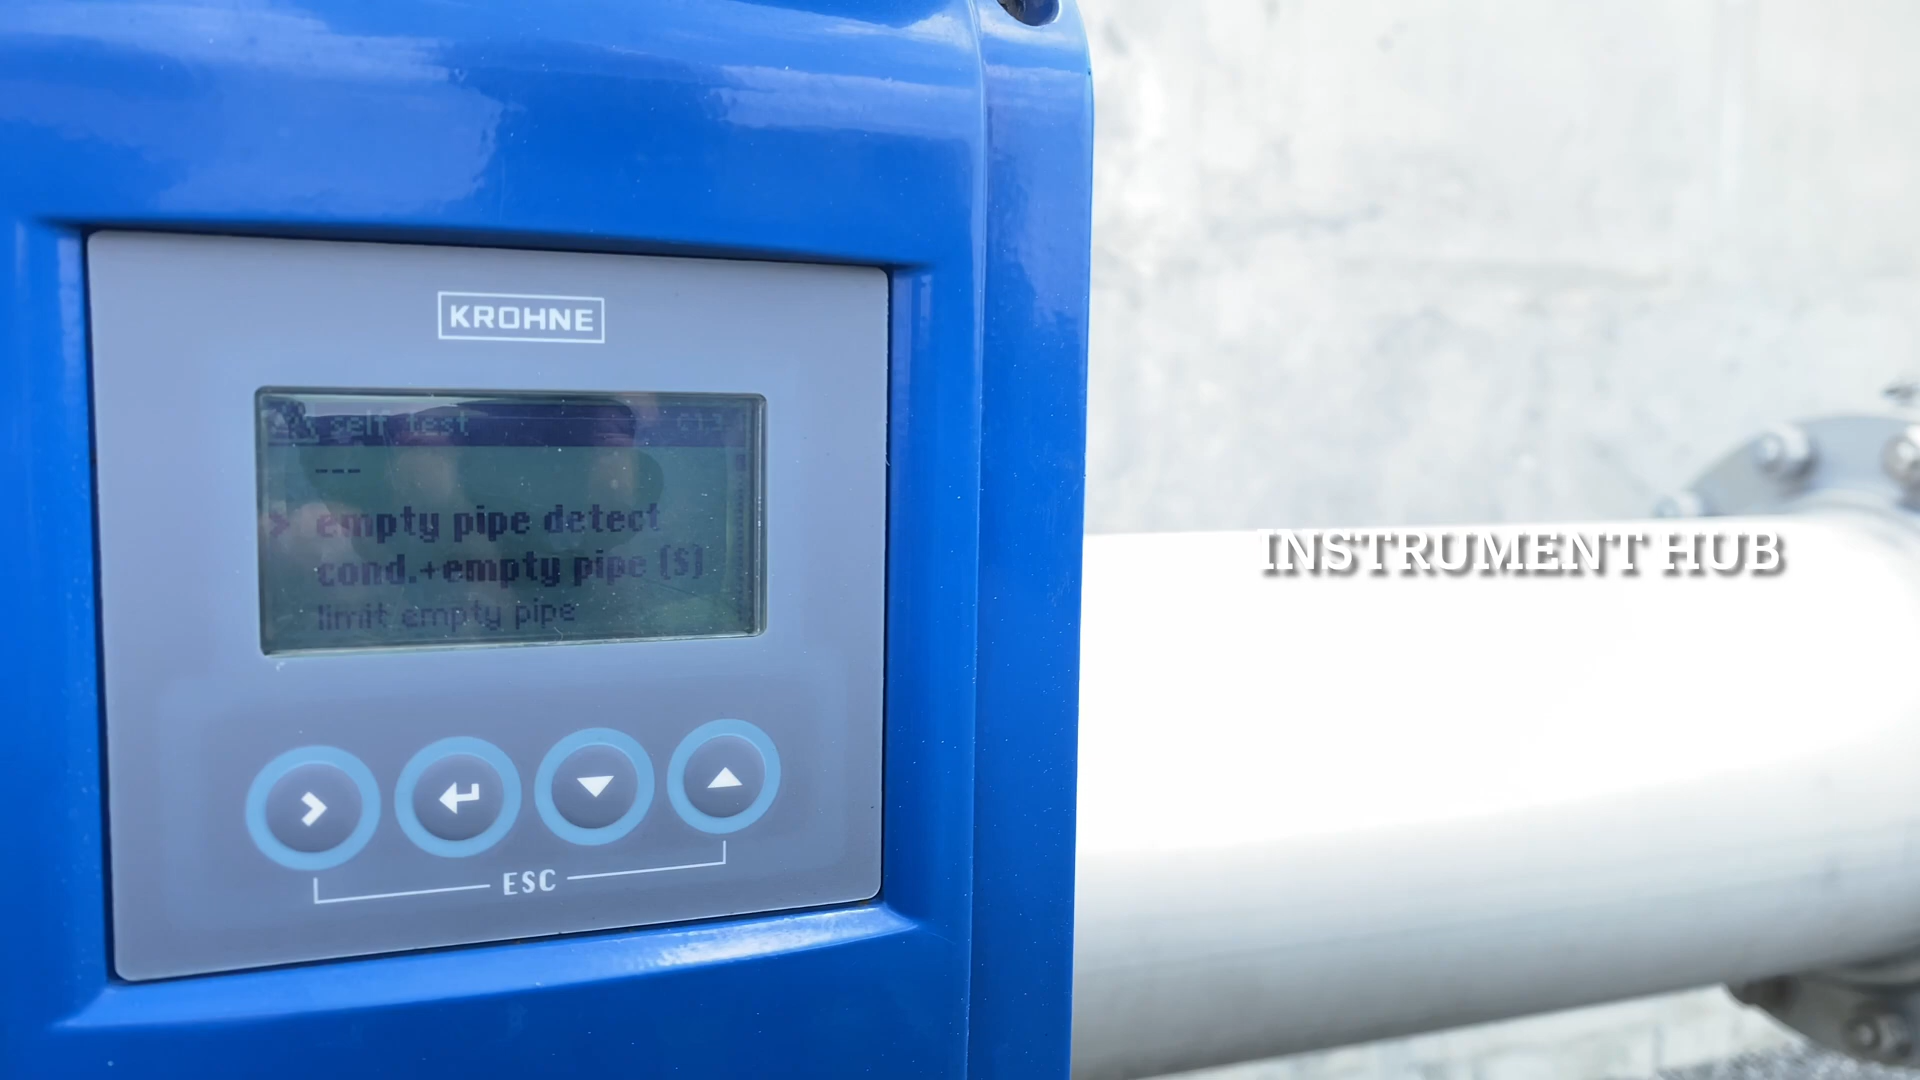 KROHNE
self test
---
> empty pipe detect
cond.+empty pipe (S)
limit empty pipe
ESC
INSTRUMENT HUB